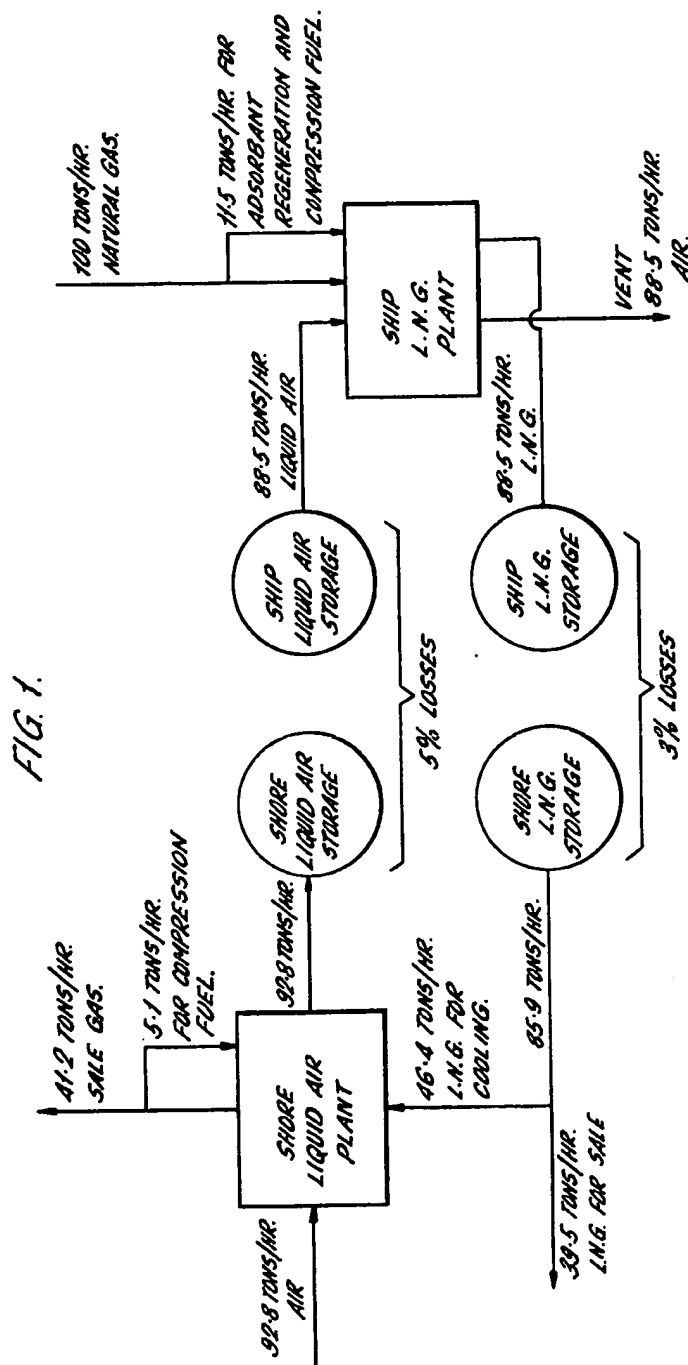 FIG. 1.
41·2 TONS/HR.
SALE GAS.
5·1 TONS/HR.
FOR COMPRESSION
FUEL.
92·8 TONS/HR.
AIR
SHORE
LIQUID AIR
PLANT
92·8 TONS/HR.
SHORE
LIQUID AIR
STORAGE
SHIP
LIQUID AIR
STORAGE
5% LOSSES
88·5 TONS/HR.
LIQUID AIR
100 TONS/HR.
NATURAL GAS.
11·5 TONS/HR. FOR
ADSORBANT
REGENERATION AND
COMPRESSION FUEL.
SHIP
L.N.G.
PLANT
VENT
88·5 TONS/HR.
AIR.
88·5 TONS/HR.
L.N.G.
SHIP
L.N.G.
STORAGE
SHORE
L.N.G.
STORAGE
3% LOSSES
85·9 TONS/HR.
46·4 TONS/HR.
L.N.G. FOR
COOLING.
39·5 TONS/HR.
L.N.G. FOR SALE